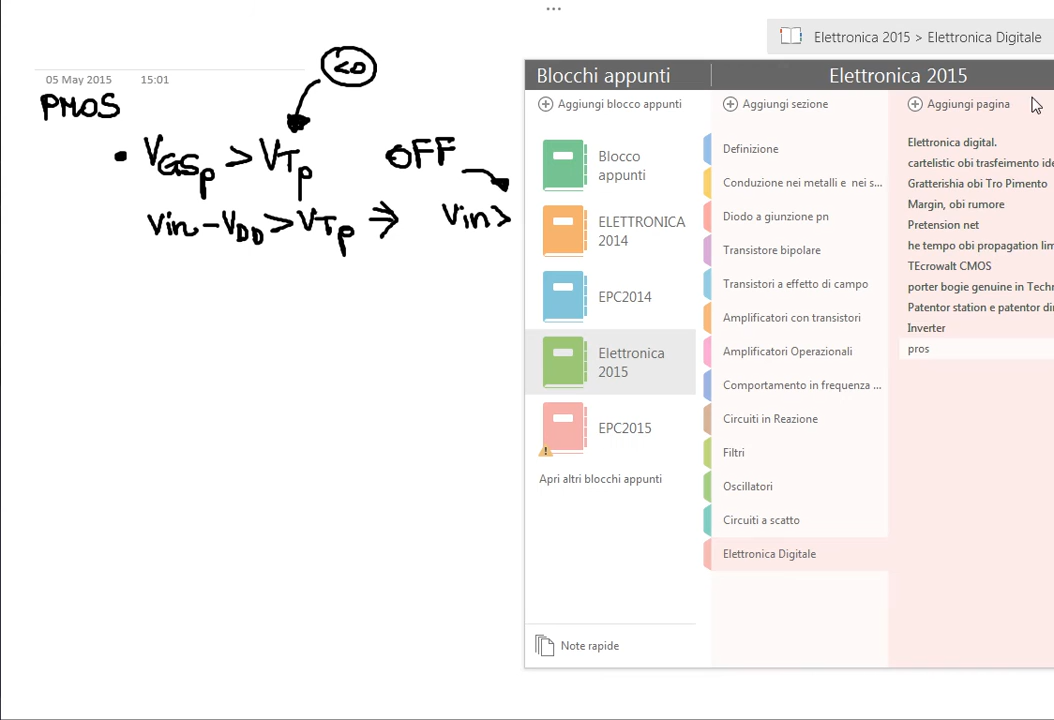 Elettronica 2015 > Elettronica Digitale
05 May 2015 15:01
<0
PMOS
• VGSp > VTp OFF
Vin - VDD > VTp ⇒ Vin >
Blocchi appunti
Aggiungi blocco appunti
Blocco
appunti
ELETTRONICA
2014
EPC2014
Elettronica
2015
EPC2015
Apri altri blocchi appunti
Note rapide
Elettronica 2015
Aggiungi sezione
Definizione
Conduzione nei metalli e nei s...
Diodo a giunzione pn
Transistore bipolare
Transistori a effetto di campo
Amplificatori con transistori
Amplificatori Operazionali
Comportamento in frequenza ...
Circuiti in Reazione
Filtri
Oscillatori
Circuiti a scatto
Elettronica Digitale
Aggiungi pagina
Elettronica digital.
cartelistic obi trasfeimento ide
Gratterishia obi Tro Pimento
Margin, obi rumore
Pretension net
he tempo obi propagation lim
TEcrowalt CMOS
porter bogie genuine in Techn
Patentor station e patentor di
Inverter
pros